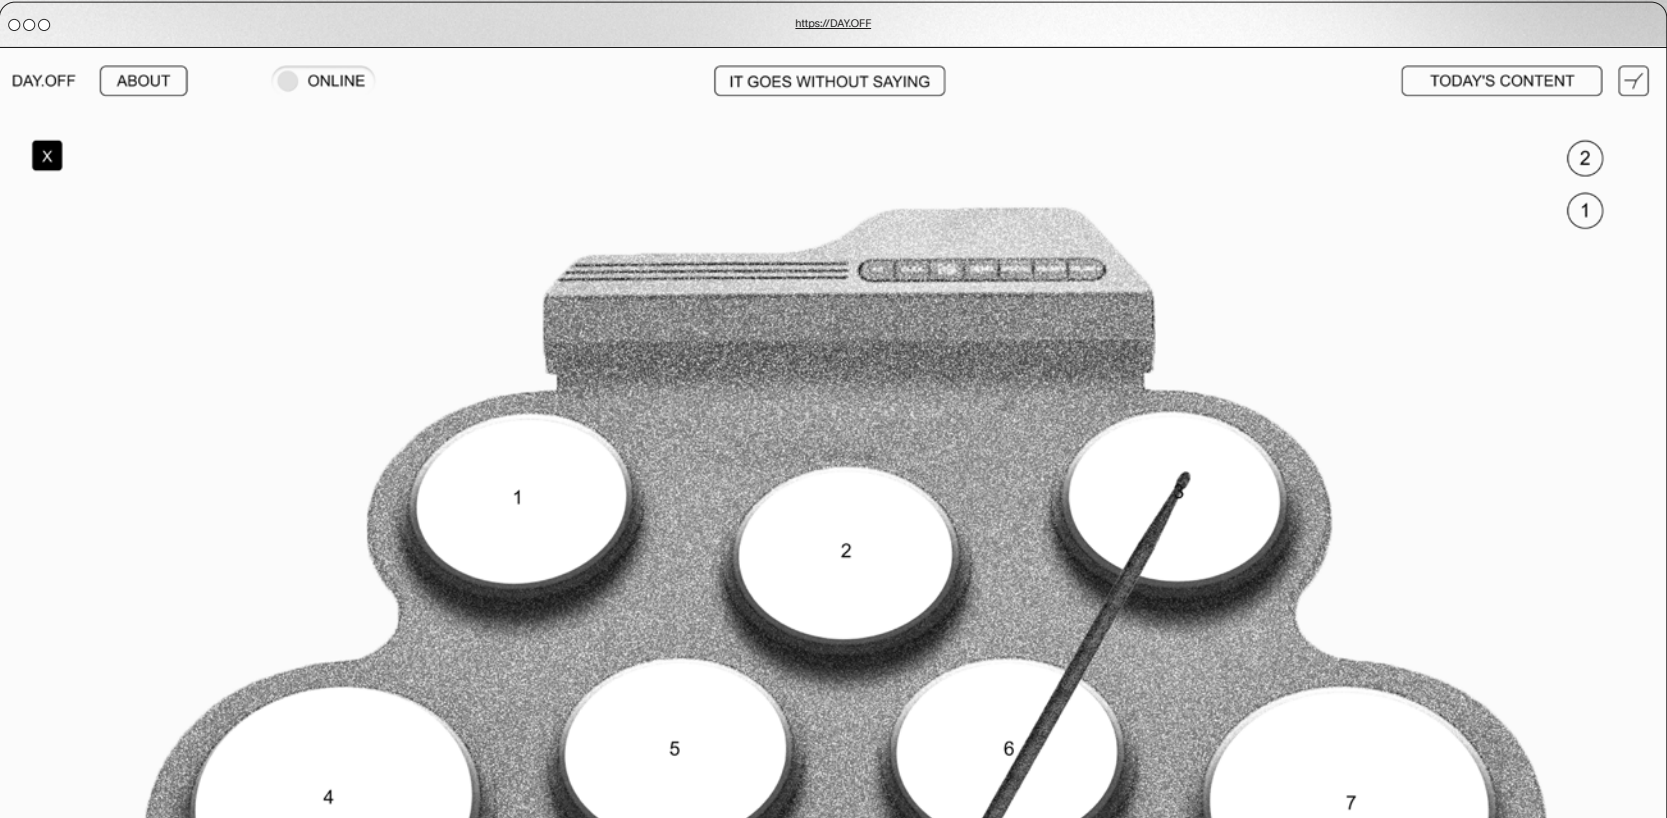 https://DAY.OFF
DAY.OFF
ABOUT
ONLINE
IT GOES WITHOUT SAYING
TODAY'S CONTENT
X
2
1
1
2
3
5
6
4
7